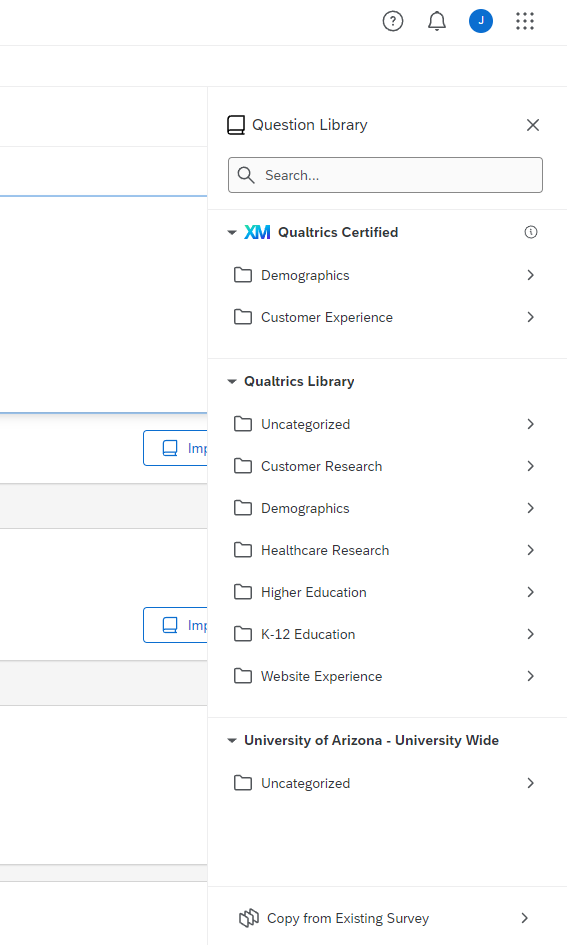 J
Question Library
Search...
XM Qualtrics Certified
Demographics
Customer Experience
Qualtrics Library
Uncategorized
Imp
Customer Research
Demographics
Healthcare Research
Higher Education
Imp
K-12 Education
Website Experience
University of Arizona - University Wide
Uncategorized
Copy from Existing Survey